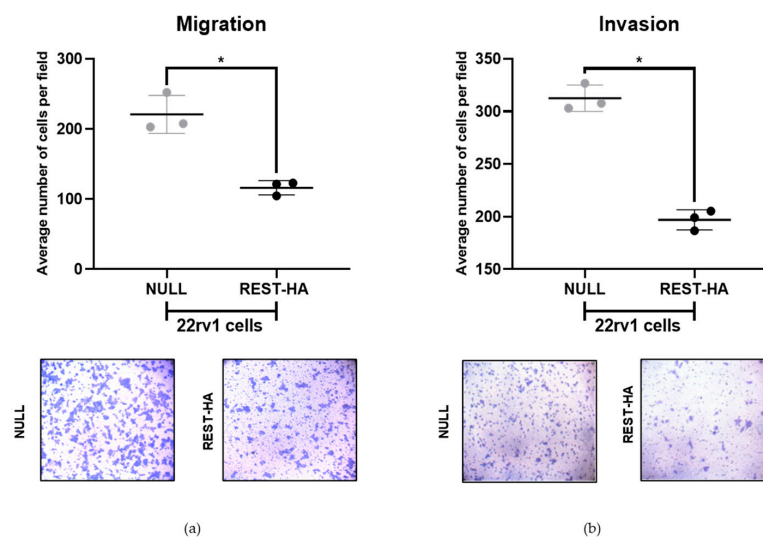 Migration
Average number of cells per field
300
200
100
0
*
NULL
REST-HA
22rv1 cells
NULL
REST-HA
(a)
Invasion
Average number of cells per field
350
300
250
200
150
*
NULL
REST-HA
22rv1 cells
NULL
REST-HA
(b)